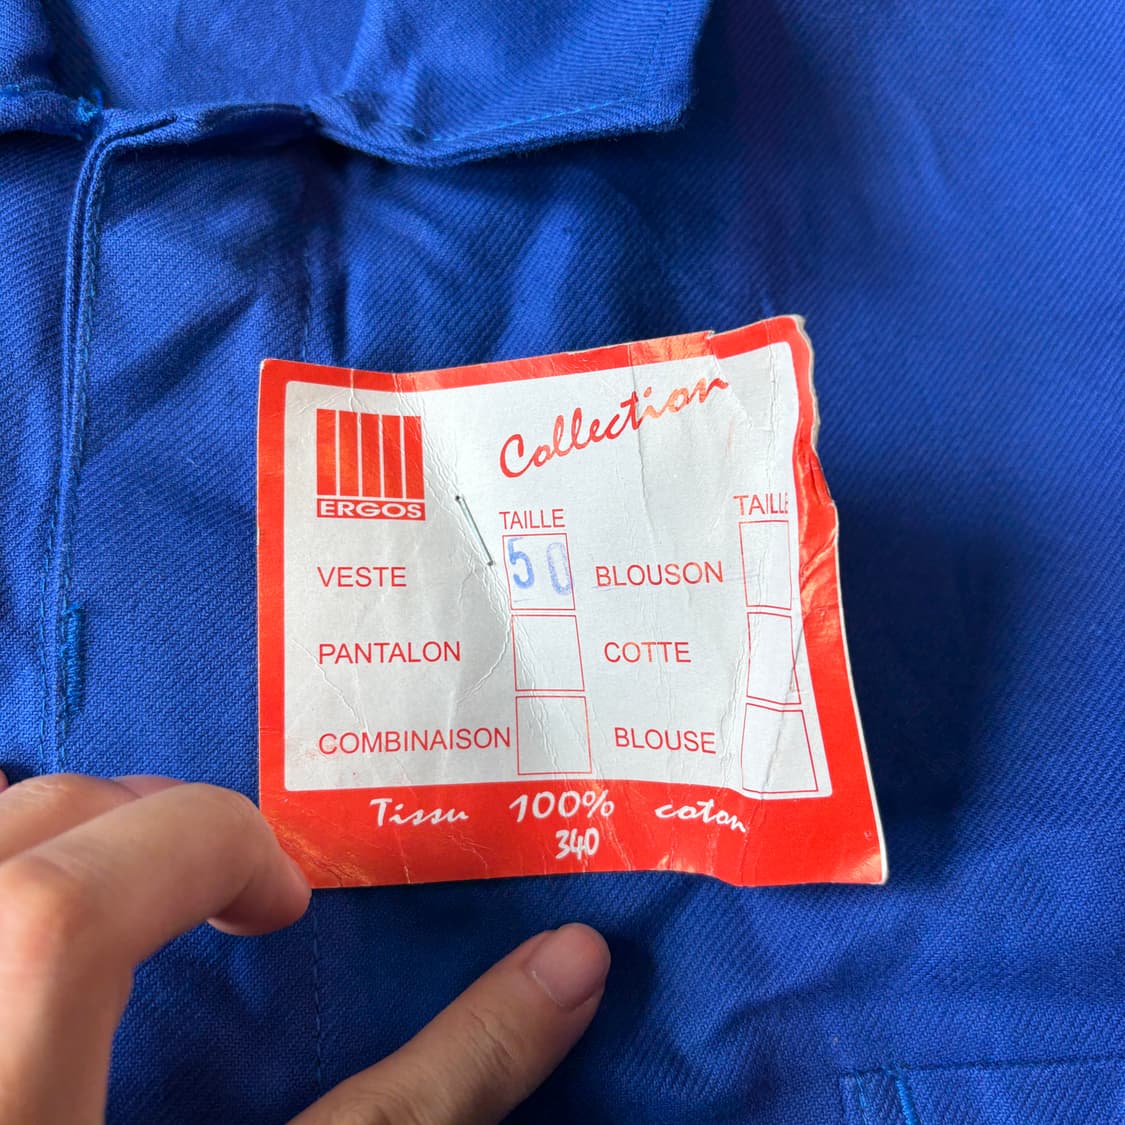 Collection
ERGOS
TAILLE
TAILLE
VESTE 50 BLOUSON
PANTALON COTTE
COMBINAISON BLOUSE
Tissu 100% coton
340